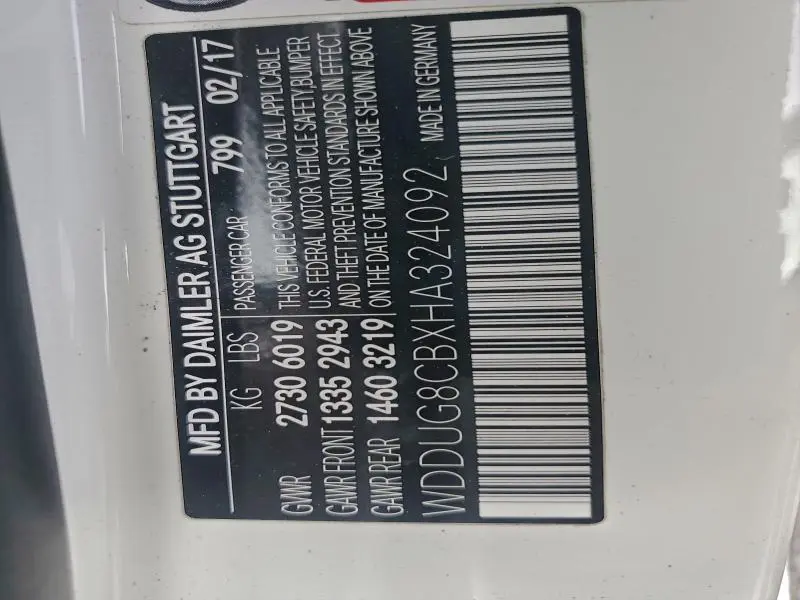 MFD BY DAIMLER AG STUTTGART
KG LBS PASSENGER CAR 799 02/17
GVWR 2730 6019 THIS VEHICLE CONFORMS TO ALL APPLICABLE
GAWR FRONT 1335 2943 U.S. FEDERAL MOTOR VEHICLE SAFETY,BUMPER
GAWR REAR 1460 3219 AND THEFT PREVENTION STANDARDS IN EFFECT
ON THE DATE OF MANUFACTURE SHOWN ABOVE
WDDUG8CBXHA324092 MADE IN GERMANY